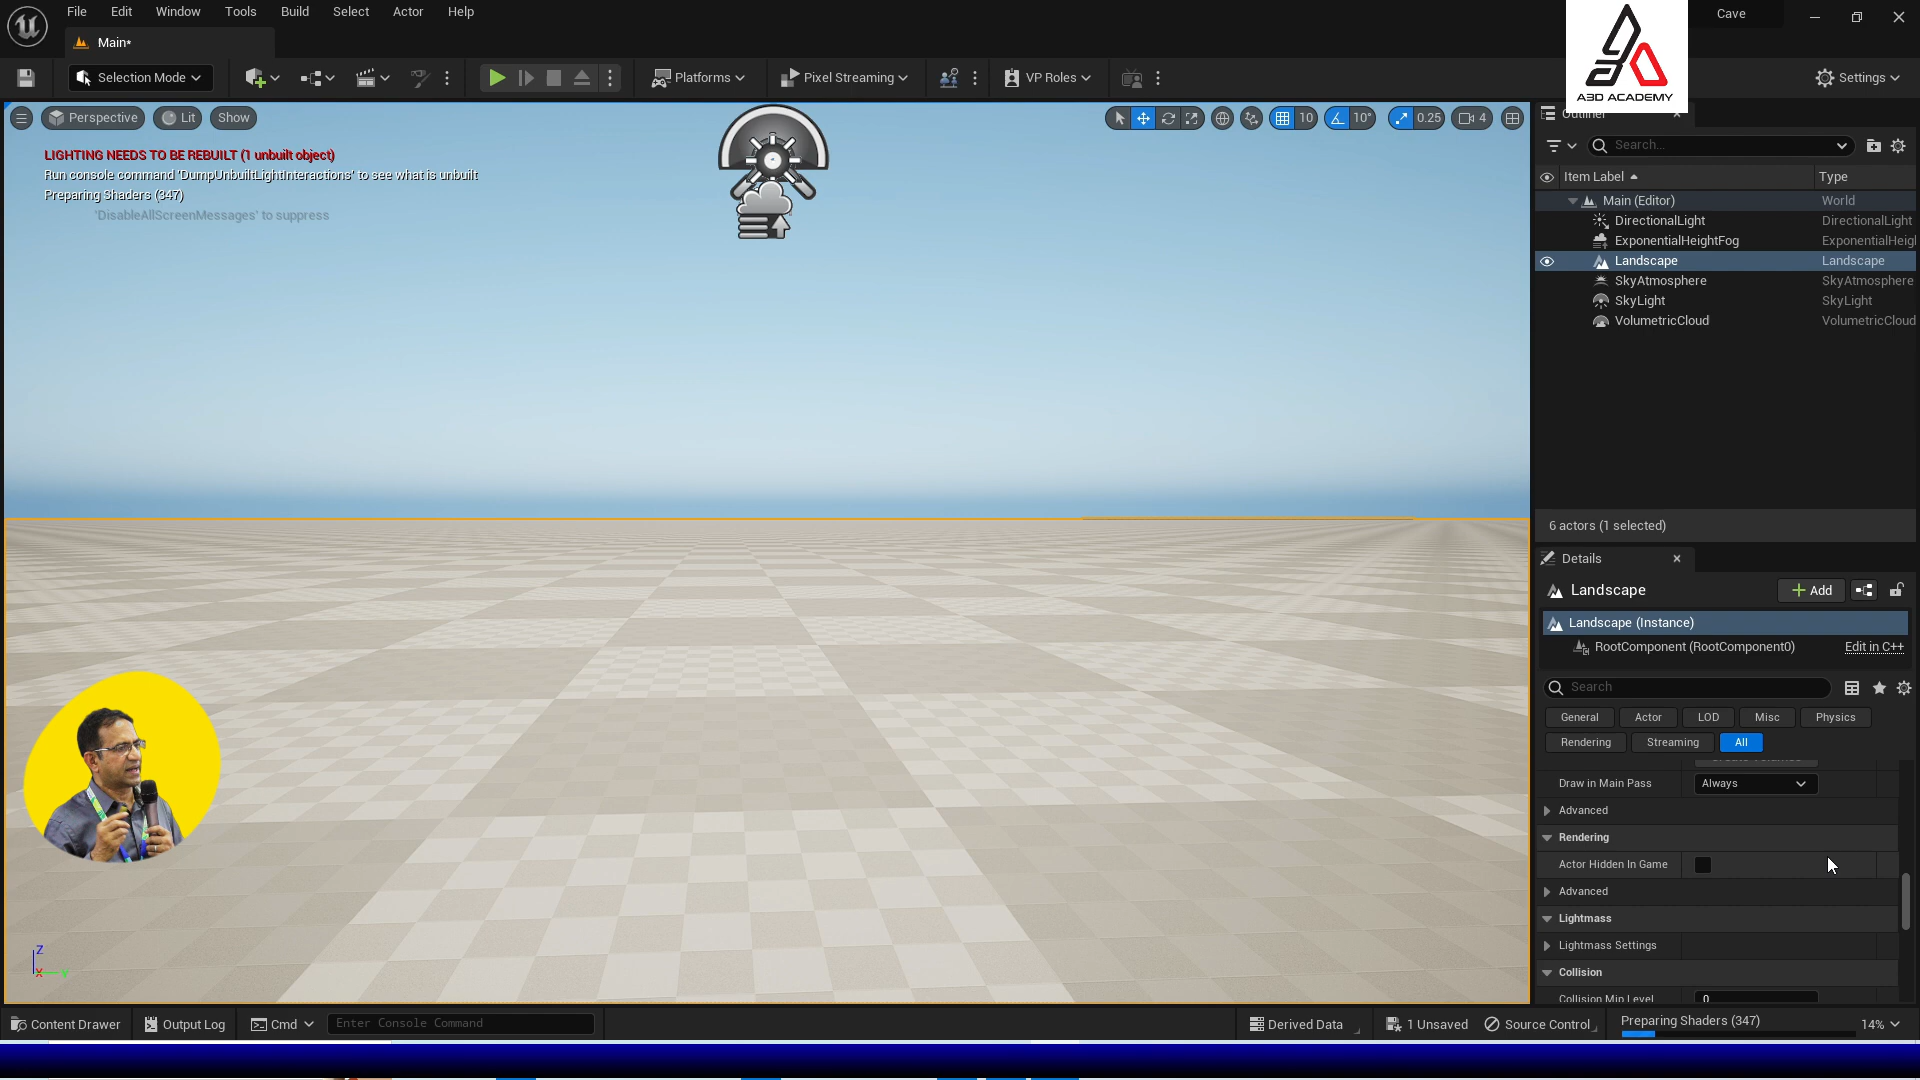 File Edit Window Tools Build Select Actor Help
Cave
Main*
Selection Mode
Platforms
Pixel Streaming
VP Roles
A3D ACADEMY
Settings
Perspective
Lit
Show
10
10°
0.25
4
LIGHTING NEEDS TO BE REBUILT (1 unbuilt object)
Run console command 'DumpUnbuiltLightInteractions' to see what is unbuilt
Preparing Shaders (347)
'DisableAllScreenMessages' to suppress
Outliner
Search...
Item Label Type
Main (Editor) World
DirectionalLight DirectionalLight
ExponentialHeightFog ExponentialHeigl
Landscape Landscape
SkyAtmosphere SkyAtmosphere
SkyLight SkyLight
VolumetricCloud VolumetricCloud
6 actors (1 selected)
Details
Landscape
Add
Landscape (Instance)
RootComponent (RootComponent0) Edit in C++
Search
General Actor LOD Misc Physics
Rendering Streaming All
Draw in Main Pass Always
Advanced
Rendering
Actor Hidden In Game
Advanced
Lightmass
Lightmass Settings
Collision
Collision Mip Level 0
Content Drawer
Output Log
Cmd
Enter Console Command
Derived Data
1 Unsaved
Source Control
Preparing Shaders (347)
14%
Z
X